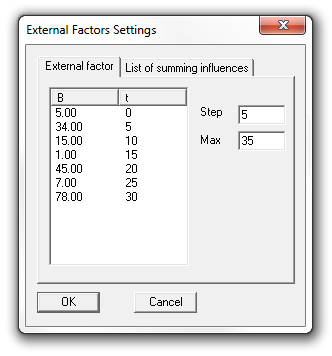 External Factors Settings
External factor List of summing influences
B t
5.00 0
34.00 5
15.00 10
1.00 15
45.00 20
7.00 25
78.00 30
Step 5
Max 35
OK Cancel